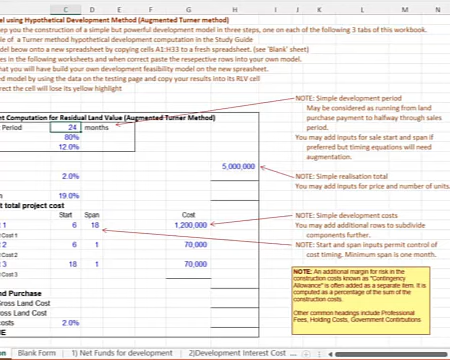 C D E F G H I J K L M N
el using Hypothetical Development Method (Augmented Turner method)
ep you the construction of a simple but powerful development model in three steps, one on each of the following 3 tabs of this workbook.
le of a Turner method hypothetical development computation in the Study Guide
del beow onto a new spreadsheet by copying cells A1:H33 to a fresh spreadsheet. (see 'Blank' sheet)
es in the following worksheets and when correct paste the resepective rows into your own model.
hat you will have build your own development feasibility model on the new spreadsheet.
ed model by using the data on the testing page and copy your results into its RLV cell
rrect the cell will lose its yellow highlight
NOTE: Simple development period
May be considered as running from land
purchase payment to halfway through sales
period.
You may add inputs for sale start and span if
preferred but timing equations will need
augmentation.
nt Computation for Residual Land Value (Augmented Turner Method)
Period 24 months
80%
12.0%
5,000,000
NOTE: Simple realisation total
You may add inputs for price and number of units.
2.0%
n 19.0%
t total project cost
Start Span Cost
1 6 18 1,200,000
Cost 1
2 6 1 70,000
Cost 2
3 18 1 70,000
Cost 3
NOTE: Simple development costs
You may add additional rows to subdivide
components further.
NOTE: Start and span inputs permit control of
cost timing. Minimum span is one month.
NOTE: An additional margin for risk in the
construction costs known as "Contingency
Allowance" is often added as a separate item. It is
computed as a percentage of the sum of the
construction costs.
Other common headings include Professional
Fees, Holding Costs, Government Contributions
nd Purchase
ross Land Cost
ross Land Cost
osts 2.0%
UE
on Blank Form 1) Net Funds for development 2)Development Interest Cost ...